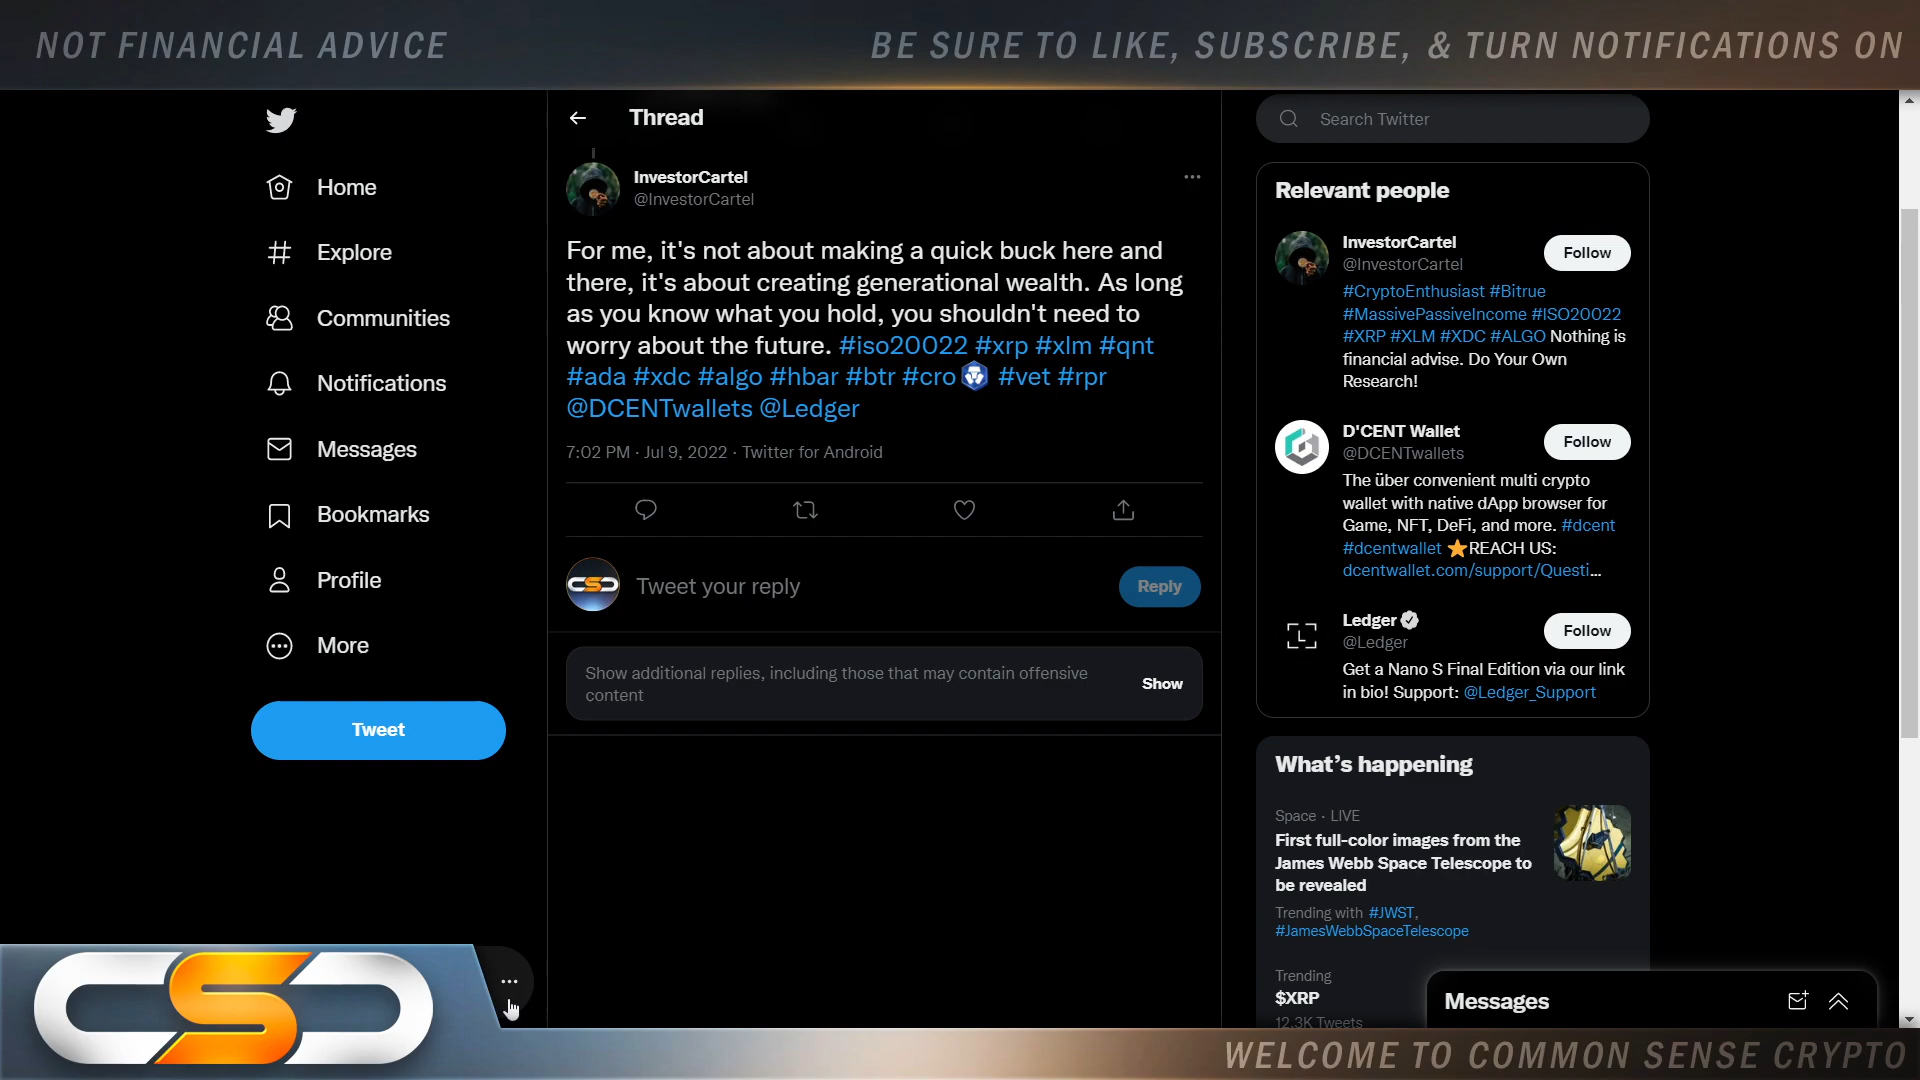 NOT FINANCIAL ADVICE
BE SURE TO LIKE, SUBSCRIBE, & TURN NOTIFICATIONS ON
Home
Explore
Communities
Notifications
Messages
Bookmarks
Profile
More
Tweet
Thread
InvestorCartel
@InvestorCartel
For me, it's not about making a quick buck here and
there, it's about creating generational wealth. As long
as you know what you hold, you shouldn't need to
worry about the future. #iso20022 #xrp #xlm #qnt
#ada #xdc #algo #hbar #btr #cro #vet #rpr
@DCENTwallets @Ledger
7:02 PM · Jul 9, 2022 · Twitter for Android
Tweet your reply
Reply
Show additional replies, including those that may contain offensive
content
Show
Search Twitter
Relevant people
InvestorCartel
@InvestorCartel
Follow
#CryptoEnthusiast #Bitrue
#MassivePassiveIncome #ISO20022
#XRP #XLM #XDC #ALGO Nothing is
financial advise. Do Your Own
Research!
D'CENT Wallet
@DCENTwallets
Follow
The über convenient multi crypto
wallet with native dApp browser for
Game, NFT, DeFi, and more. #dcent
#dcentwallet ⭐REACH US:
dcentwallet.com/support/Questi...
Ledger
@Ledger
Follow
Get a Nano S Final Edition via our link
in bio! Support: @Ledger_Support
What's happening
Space · LIVE
First full-color images from the
James Webb Space Telescope to
be revealed
Trending with #JWST,
#JamesWebbSpaceTelescope
Trending
$XRP
12.3K Tweets
Messages
CSC
WELCOME TO COMMON SENSE CRYPTO